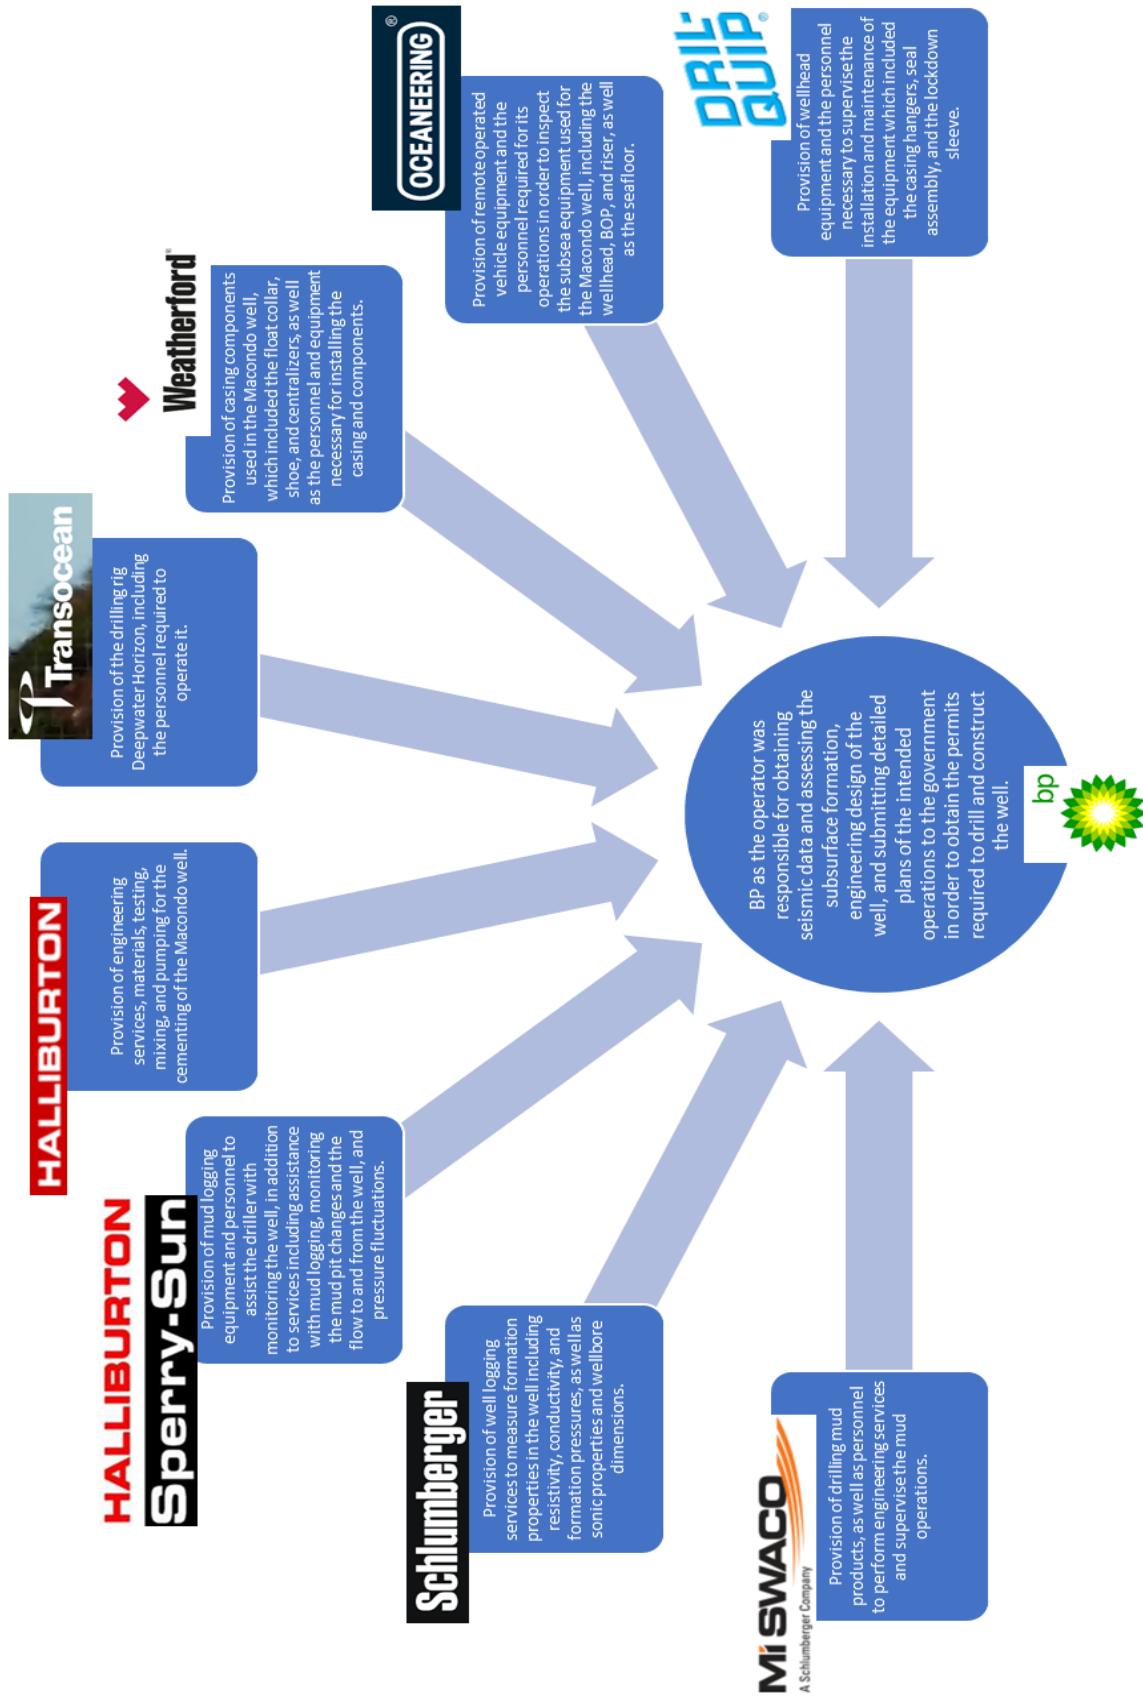 Mi SWACO
A Schlumberger Company
Provision of drilling mud
products, as well as personnel
to perform engineering services
and supervise the mud
operations.
Schlumberger
Provision of well logging
services to measure formation
properties in the well including
resistivity, conductivity, and
formation pressures, as well as
sonic properties and wellbore
dimensions.
HALLIBURTON
Sperry-Sun
Provision of mud logging
equipment and personnel to
assist the driller with
monitoring the well, in addition
to services including assistance
with mud logging, monitoring
the mud pit changes and the
flow to and from the well, and
pressure fluctuations.
HALLIBURTON
Provision of engineering
services, materials, testing,
mixing, and pumping for the
cementing of the Macondo well.
Transocean
Provision of the drilling rig
Deepwater Horizon, including
the personnel required to
operate it.
Weatherford
Provision of casing components
used in the Macondo well,
which included the float collar,
shoe, and centralizers, as well
as the personnel and equipment
necessary for installing the
casing and components.
OCEANEERING ®
Provision of remote operated
vehicle equipment and the
personnel required for its
operations in order to inspect
the subsea equipment used for
the Macondo well, including the
wellhead, BOP, and riser, as well
as the seafloor.
DRIL-
QUIP®
Provision of wellhead
equipment and the personnel
necessary to supervise the
installation and maintenance of
the equipment which included
the casing hangers, seal
assembly, and the lockdown
sleeve.
BP as the operator was
responsible for obtaining
seismic data and assessing the
subsurface formation,
engineering design of the
well, and submitting detailed
plans of the intended
operations to the government
in order to obtain the permits
required to drill and construct
the well.
bp